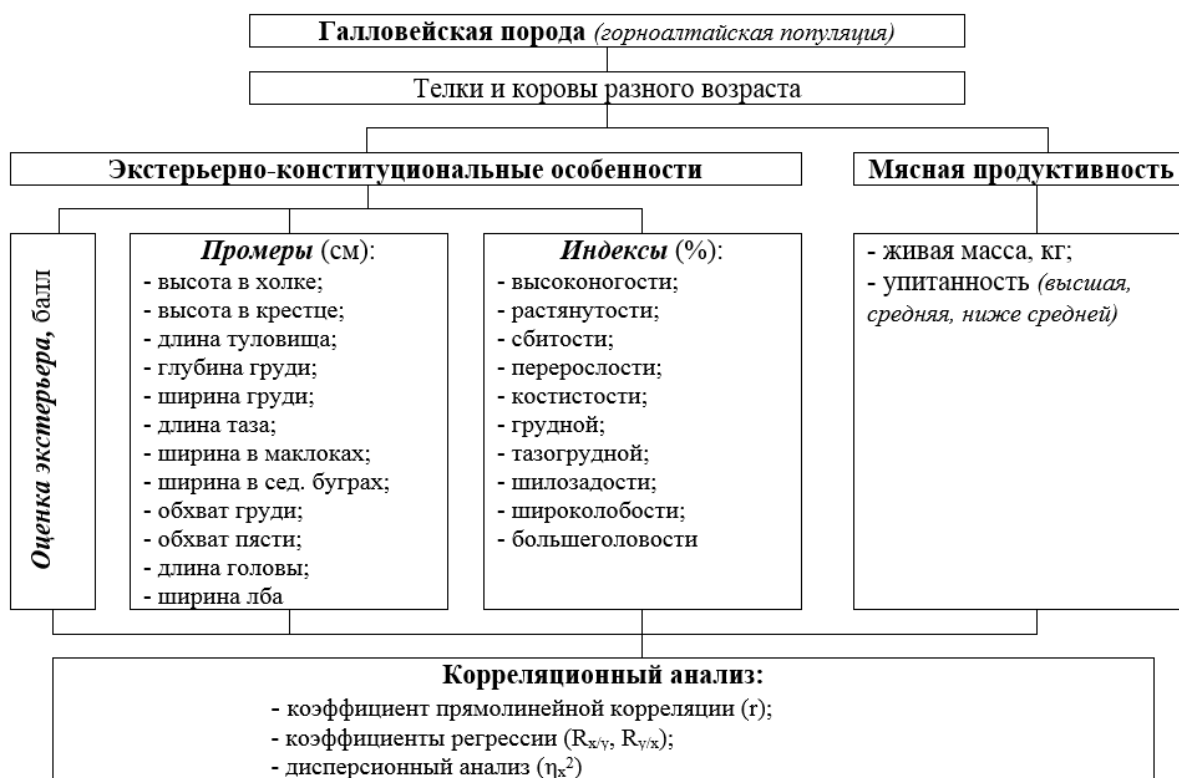 Галловейская порода (горноалтайская популяция)
Телки и коровы разного возраста
Экстерьерно-конституциональные особенности
Мясная продуктивность
Оценка экстерьера, балл
Промеры (см):
- высота в холке;
- высота в крестце;
- длина туловища;
- глубина груди;
- ширина груди;
- длина таза;
- ширина в маклоках;
- ширина в сед. буграх;
- обхват груди;
- обхват пясти;
- длина головы;
- ширина лба
Индексы (%):
- высоконогости;
- растянутости;
- сбитости;
- перерослости;
- костистости;
- грудной;
- тазогрудной;
- шилозадости;
- широколобости;
- большеголовости
- живая масса, кг;
- упитанность (высшая,
средняя, ниже средней)
Корреляционный анализ:
- коэффициент прямолинейной корреляции (r);
- коэффициенты регрессии (Rx/y, Ry/x);
- дисперсионный анализ (ηx²)